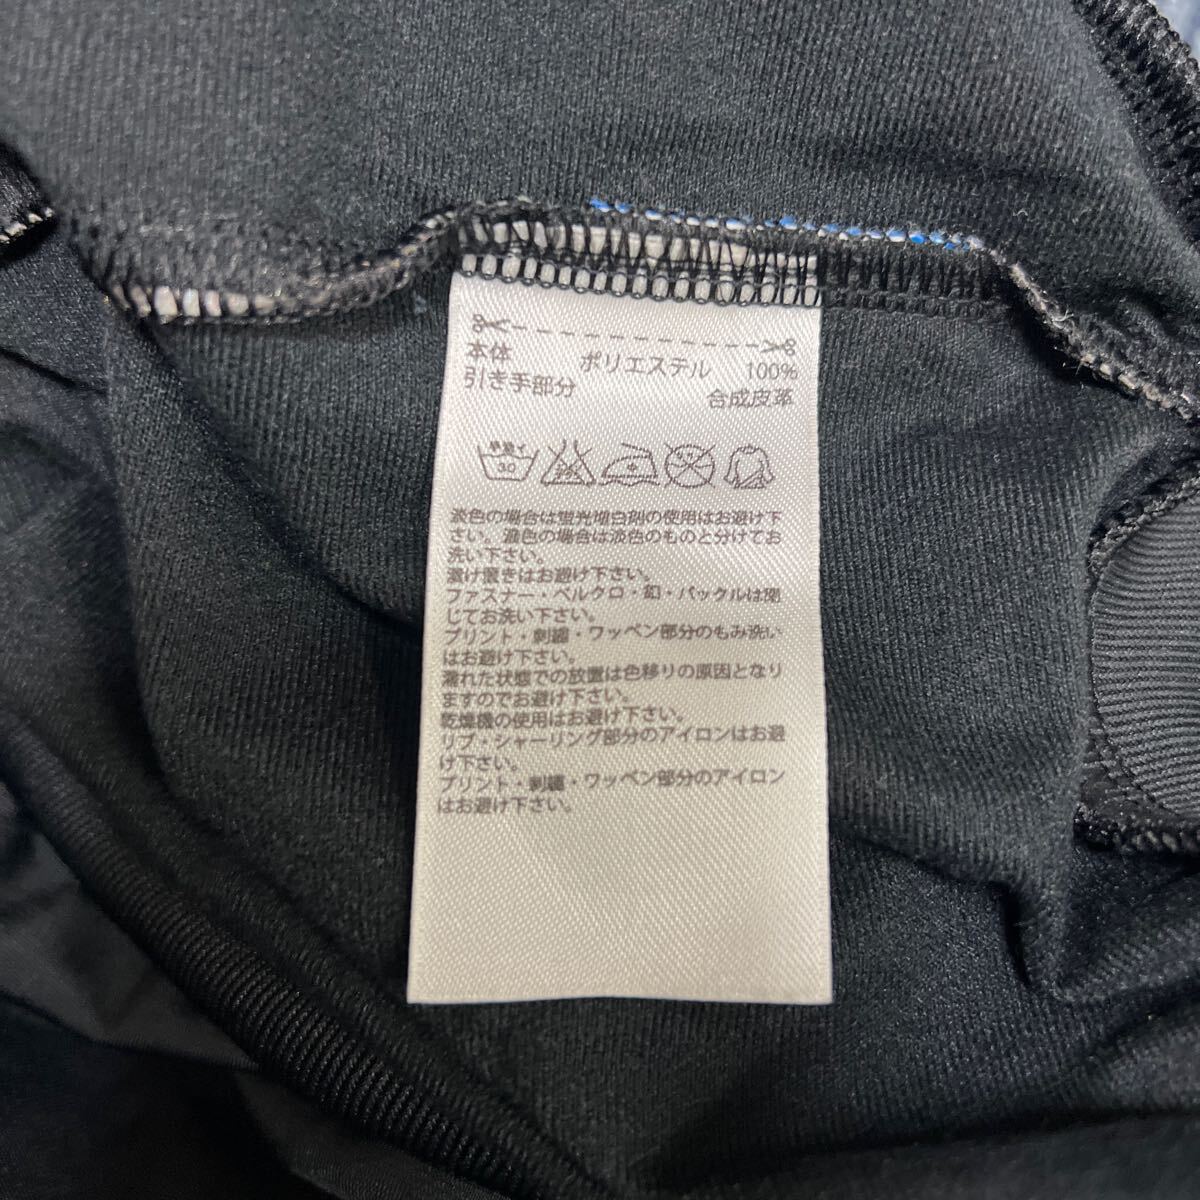 本体 ポリエステル 100%
引き手部分 合成皮革
30
淡色の場合は蛍光増白剤の使用はお避け下
さい。濃色の場合は淡色のものと分けてお
洗い下さい。
漬け置きはお避け下さい。
ファスナー・ベルクロ・釦・バックルは閉
じてお洗い下さい。
プリント・刺繍・ワッペン部分のもみ洗い
はお避け下さい。
濡れた状態での放置は色移りの原因となり
ますのでお避け下さい。
乾燥機の使用はお避け下さい。
リブ・シャーリング部分のアイロンはお避
け下さい。
プリント・刺繍・ワッペン部分のアイロン
はお避け下さい。